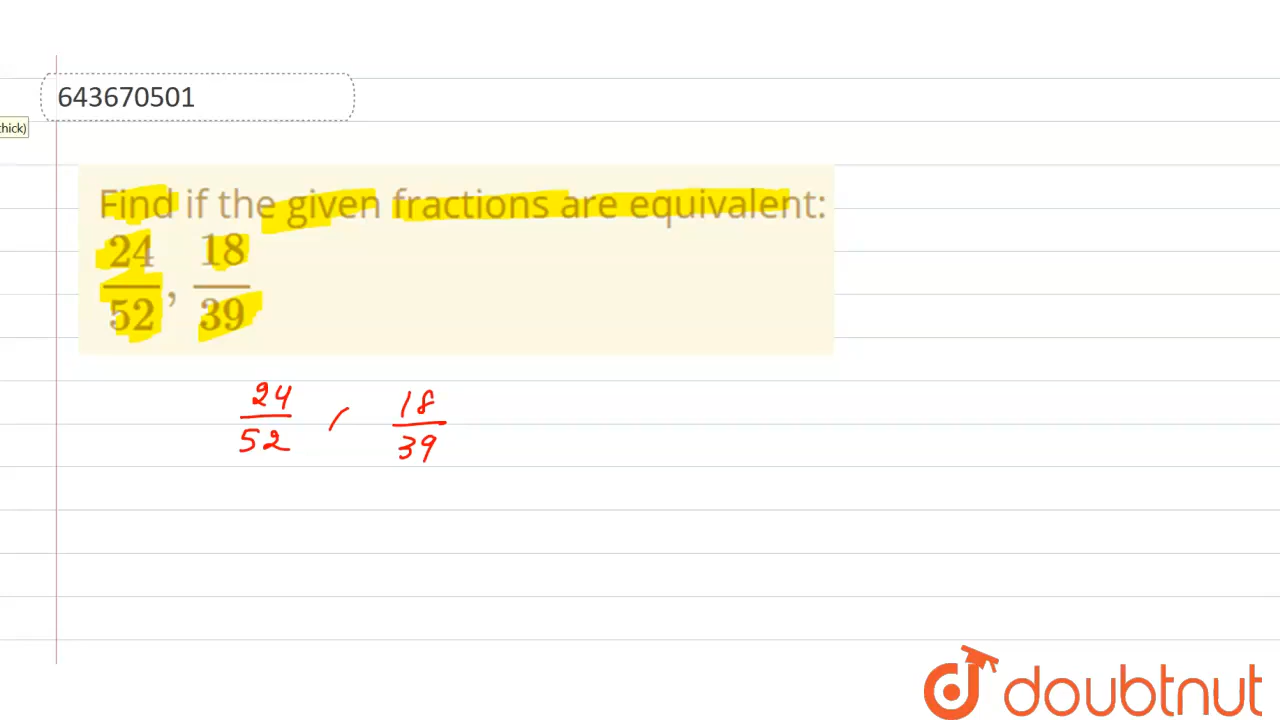 643670501
thick)
Find if the given fractions are equivalent:
24/52, 18/39
24/52 , 18/39
doubtnut